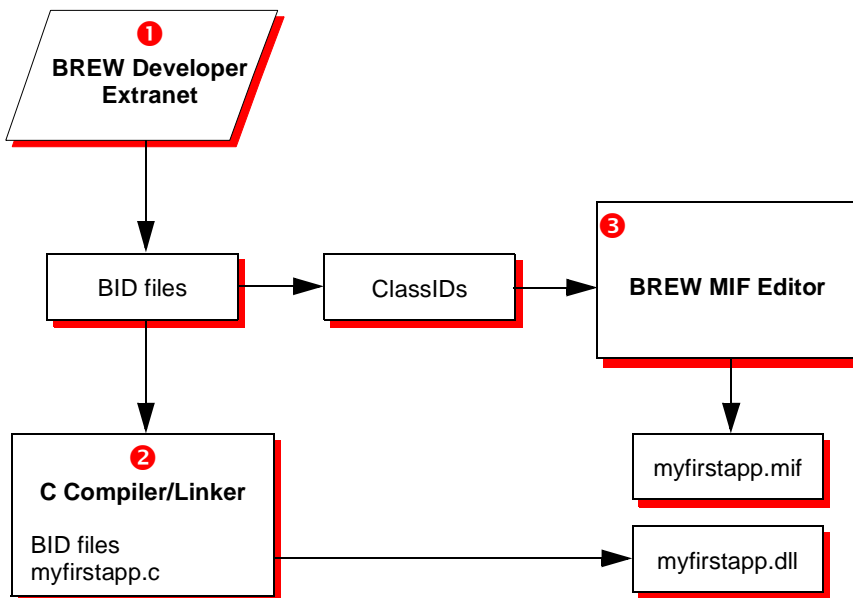 1
BREW Developer
Extranet
BID files
ClassIDs
3
BREW MIF Editor
2
C Compiler/Linker
BID files
myfirstapp.c
myfirstapp.mif
myfirstapp.dll